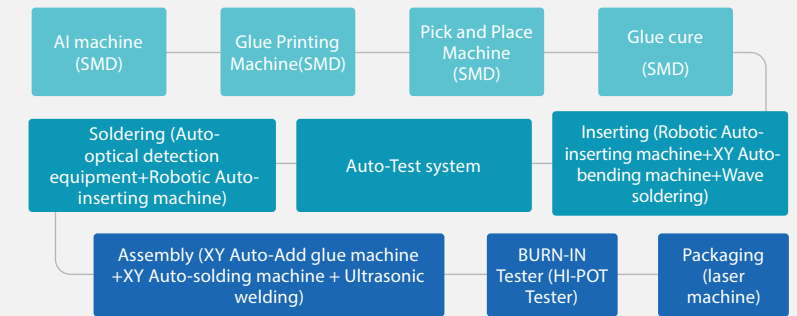 AI machine
(SMD)
Glue Printing
Machine(SMD)
Pick and Place
Machine
(SMD)
Glue cure
(SMD)
Soldering (Auto-
optical detection
equipment+Robotic Auto-
inserting machine)
Auto-Test system
Inserting (Robotic Auto-
inserting machine+XY Auto-
bending machine+Wave
soldering)
Assembly (XY Auto-Add glue machine
+XY Auto-solding machine + Ultrasonic
welding)
BURN-IN
Tester (HI-POT
Tester)
Packaging
(laser
machine)